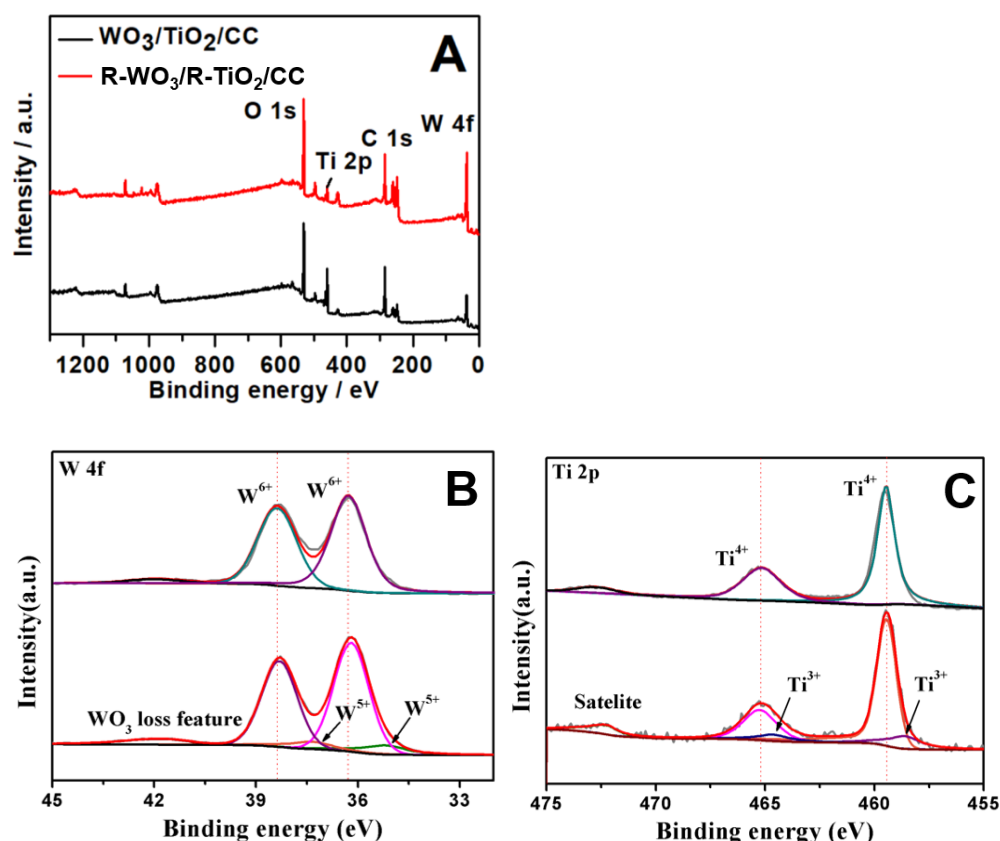 WO₃/TiO₂/CC
R-WO₃/R-TiO₂/CC
A
O 1s
Ti 2p
C 1s
W 4f
Intensity / a.u.
1200 1000 800 600 400 200 0
Binding energy / eV
W 4f
B
W⁶⁺
W⁶⁺
WO₃ loss feature
W⁵⁺
W⁵⁺
Intensity(a.u.)
45 42 39 36 33
Binding energy (eV)
Ti 2p
C
Ti⁴⁺
Ti⁴⁺
Satelite
Ti³⁺
Ti³⁺
Intensity(a.u.)
475 470 465 460 455
Binding energy (eV)